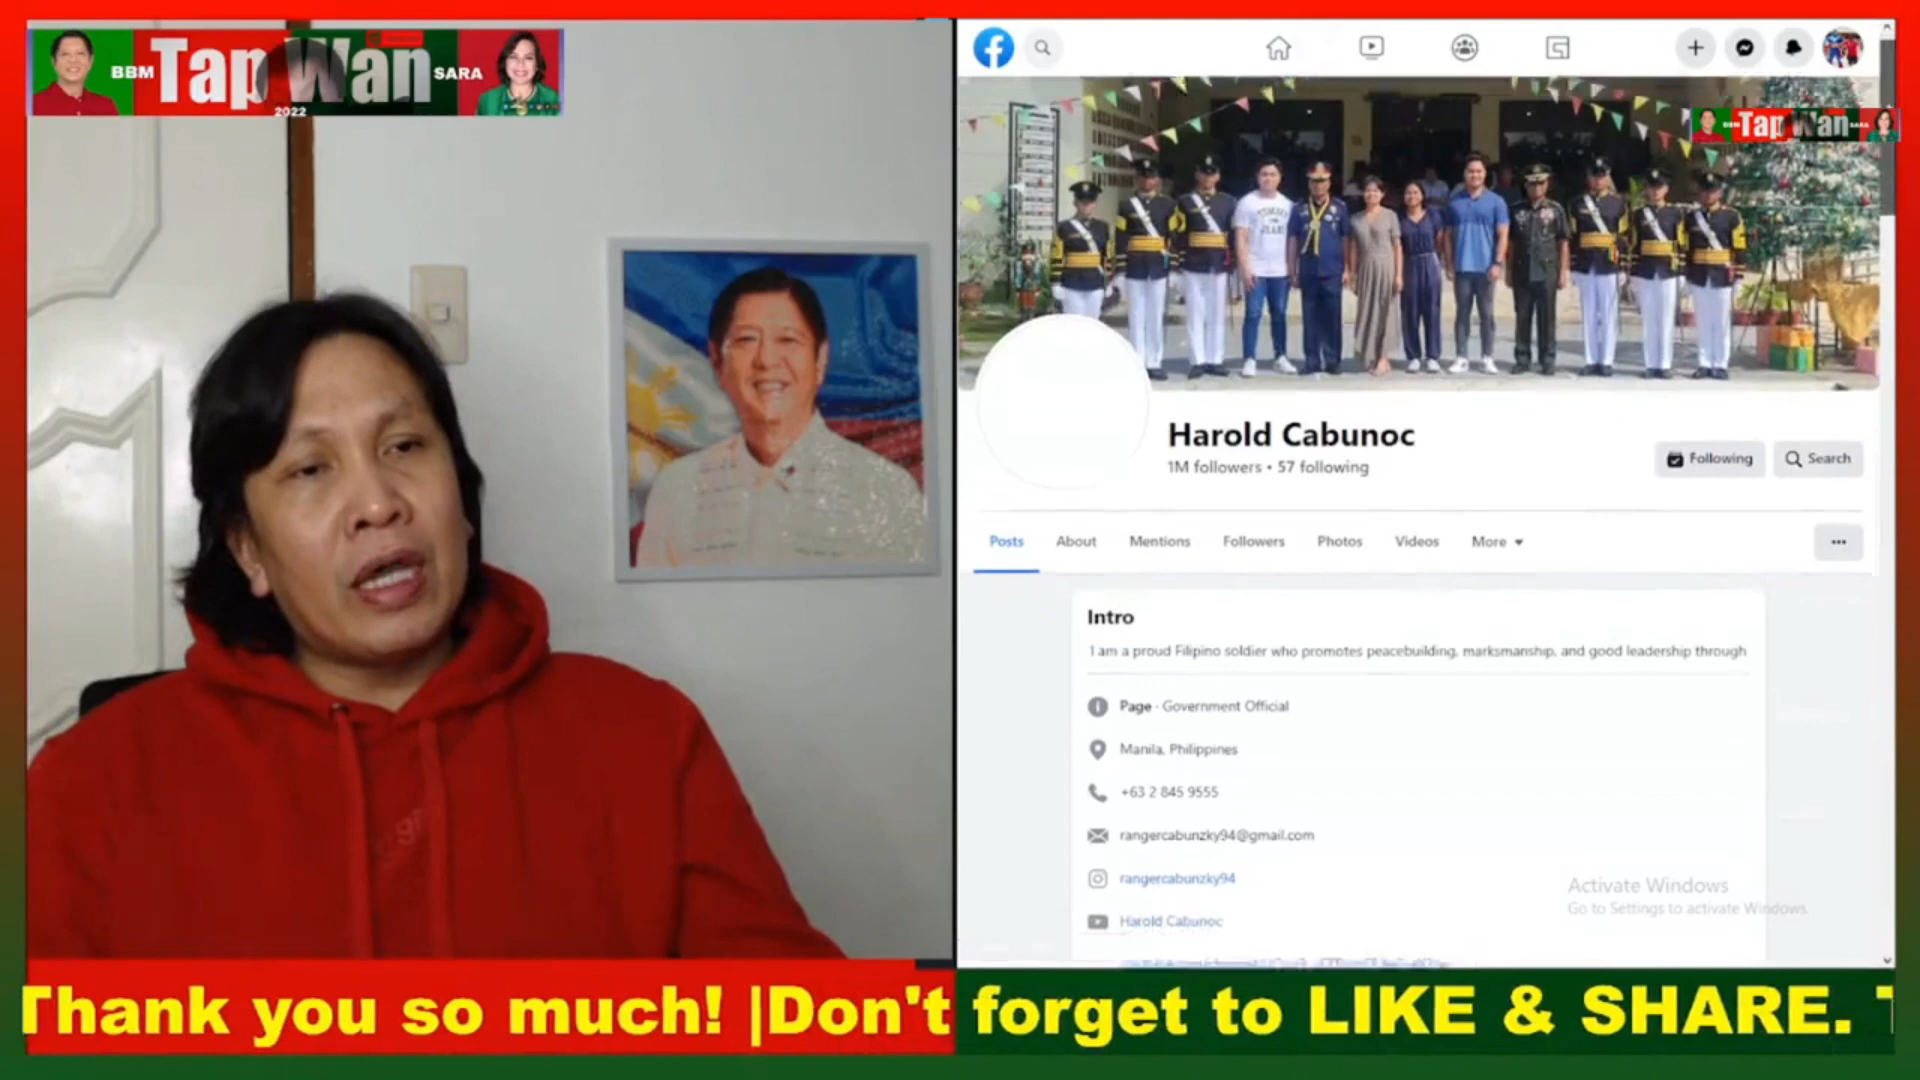 BBM Tap Wan SARA
2022
BBM Tap Wan SARA
Harold Cabunoc
1M followers • 57 following
Following
Search
Posts About Mentions Followers Photos Videos More
Intro
I am a proud Filipino soldier who promotes peacebuilding, marksmanship, and good leadership through
Page · Government Official
Manila, Philippines
+63 2 845 9555
rangercabunzky94@gmail.com
rangercabunzky94
Harold Cabunoc
Activate Windows
Go to Settings to activate Windows.
Thank you so much! |Don't forget to LIKE & SHARE.